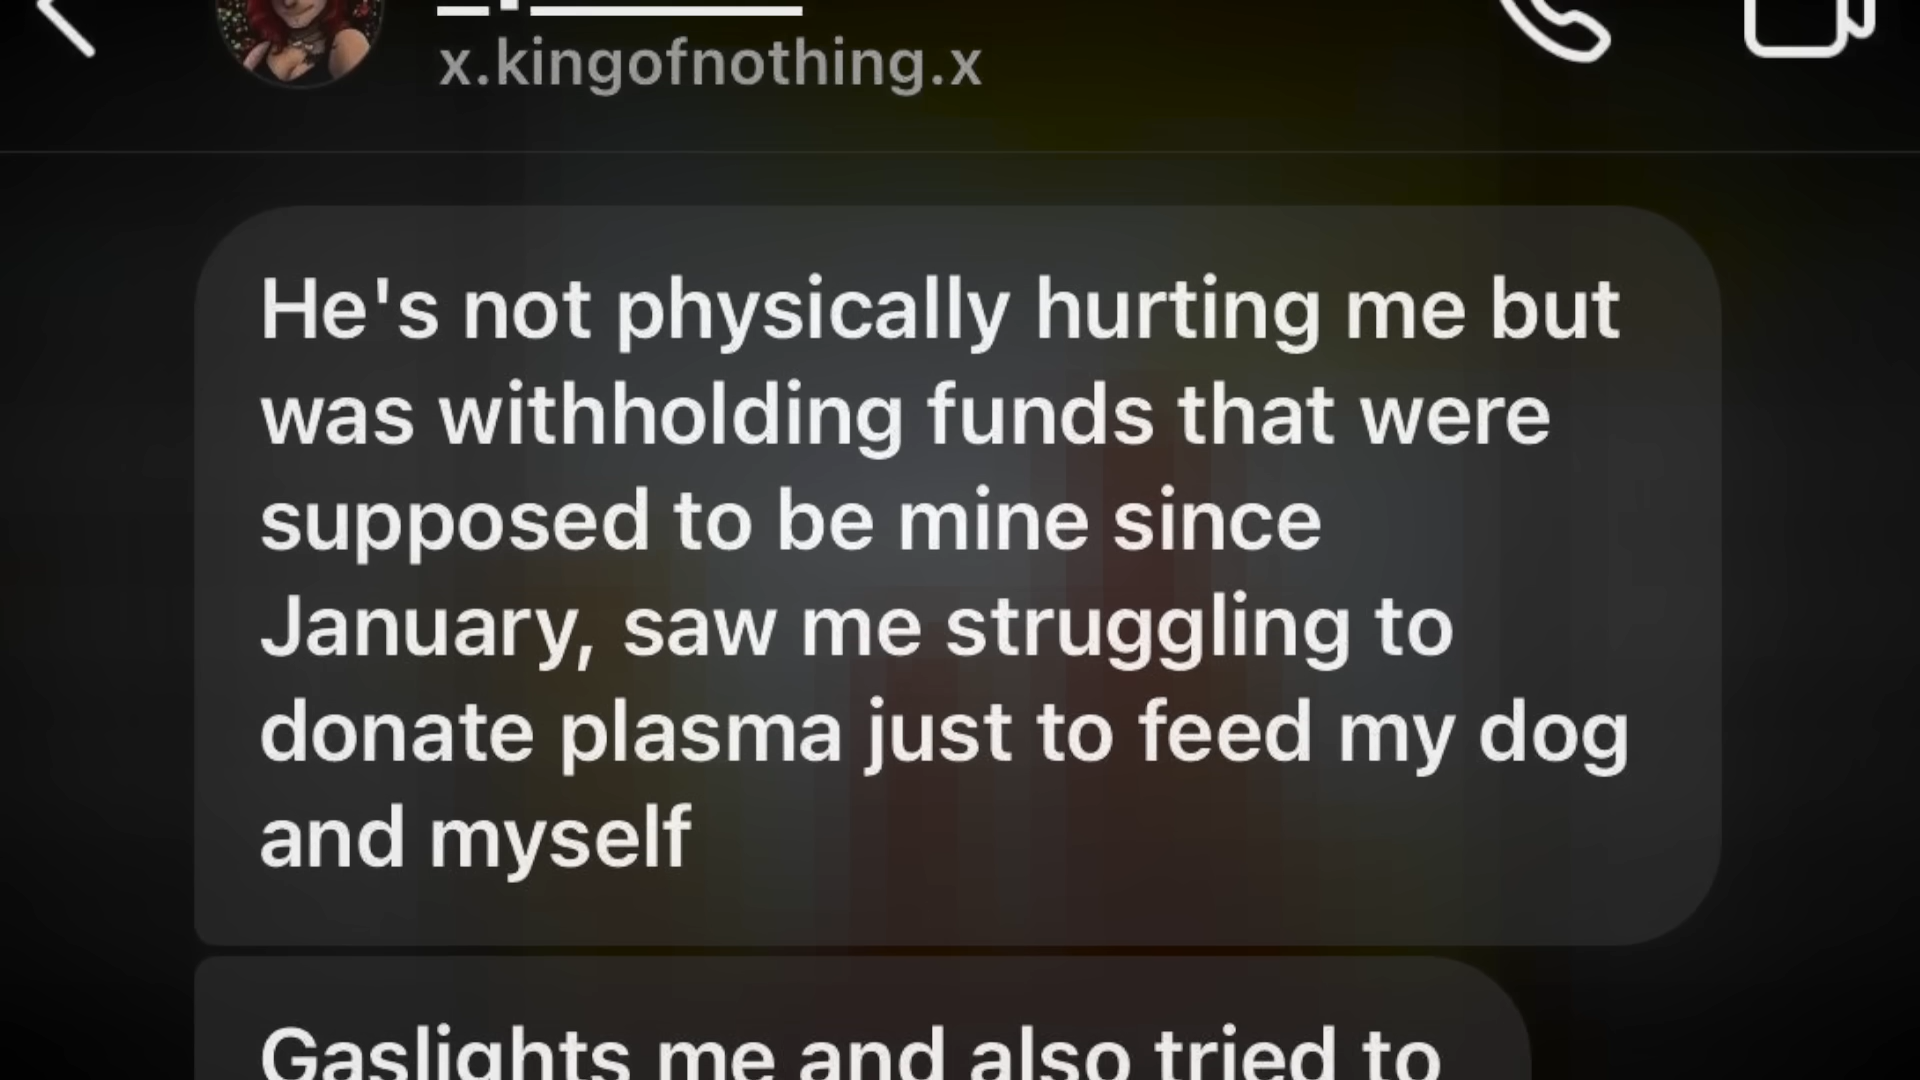 x.kingofnothing.x
He's not physically hurting me but
was withholding funds that were
supposed to be mine since
January, saw me struggling to
donate plasma just to feed my dog
and myself
Gaslights me and also tried to